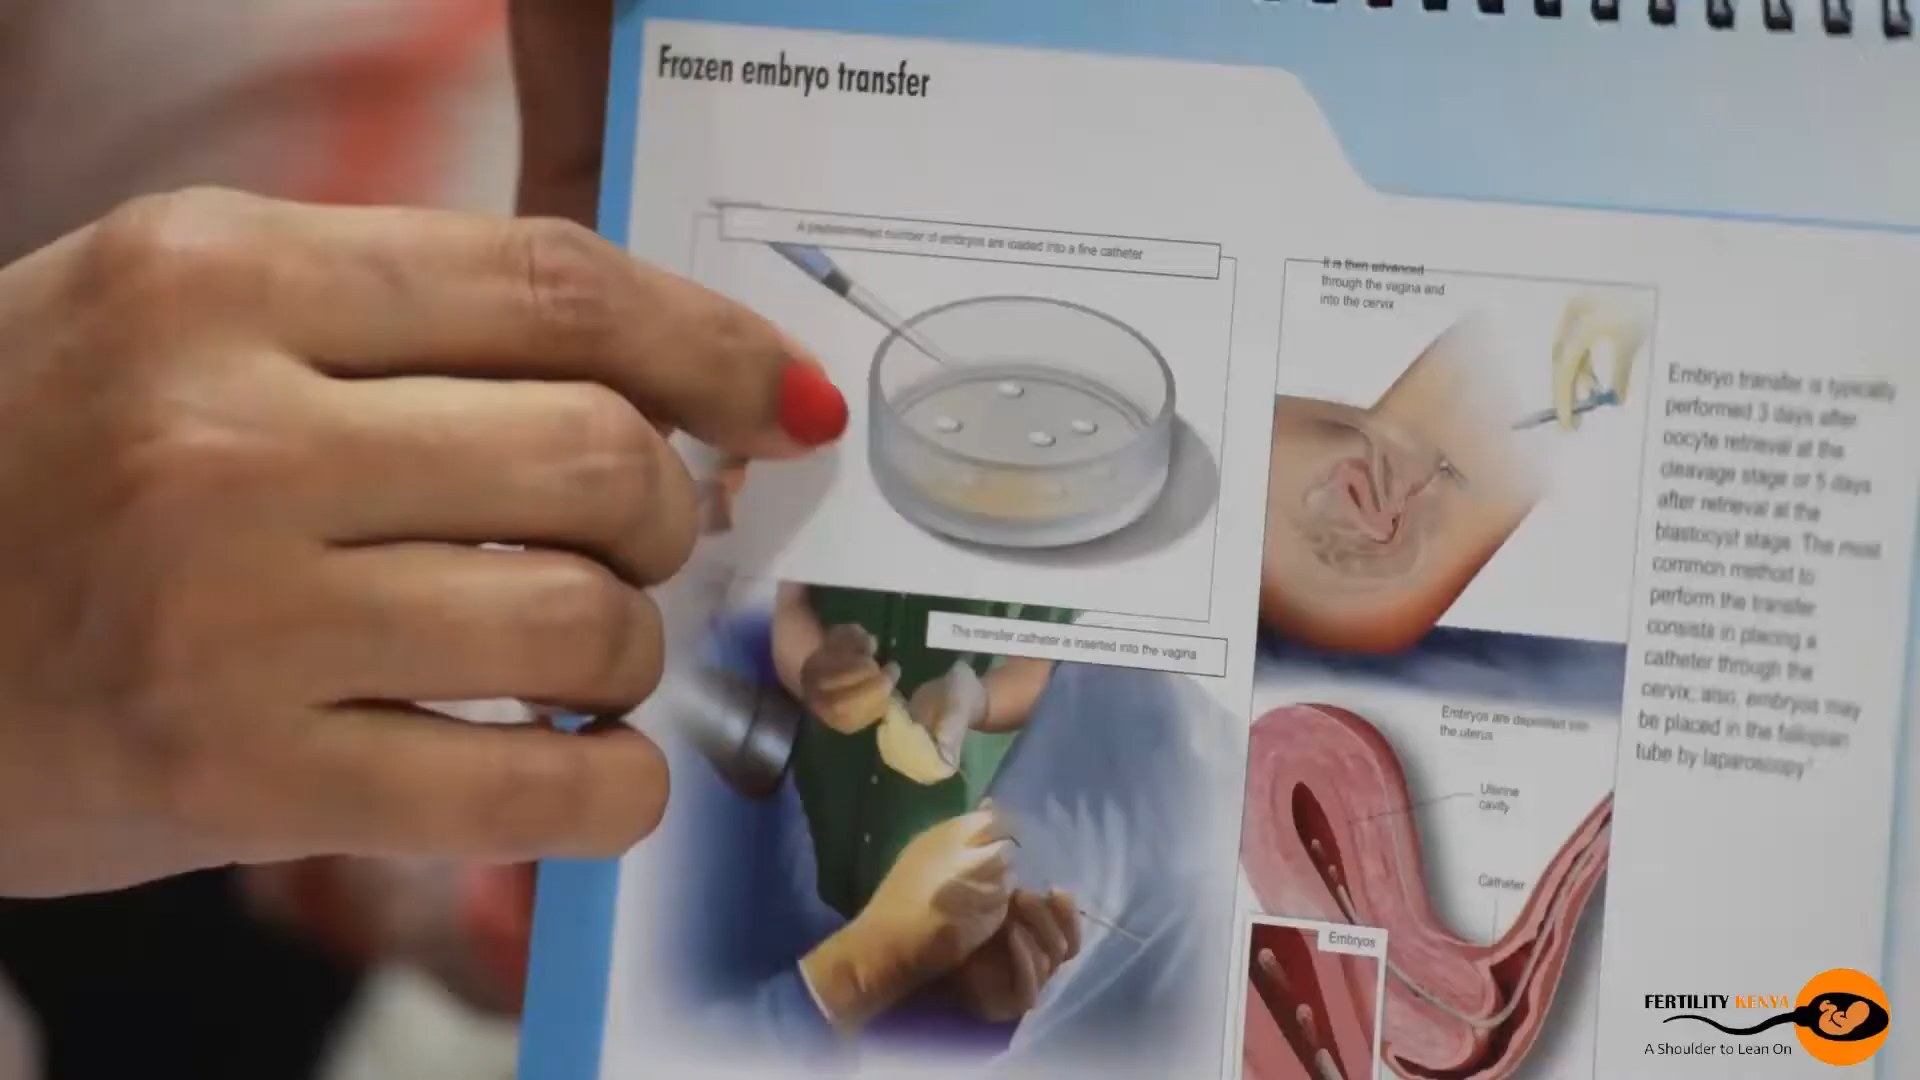 Frozen embryo transfer
A predetermined number of embryos are loaded into a fine catheter
It is then advanced
through the vagina and
into the cervix
Embryo transfer is typically
performed 3 days after
oocyte retrieval at the
cleavage stage or 5 days
after retrieval at the
blastocyst stage. The most
common method to
perform the transfer
consists in placing a
catheter through the
cervix; also, embryos may
be placed in the fallopian
tube by laparoscopy
The transfer catheter is inserted into the vagina
Embryos are deposited into
the uterus
Uterine
cavity
Catheter
Embryos
FERTILITY KENYA
A Shoulder to Lean On